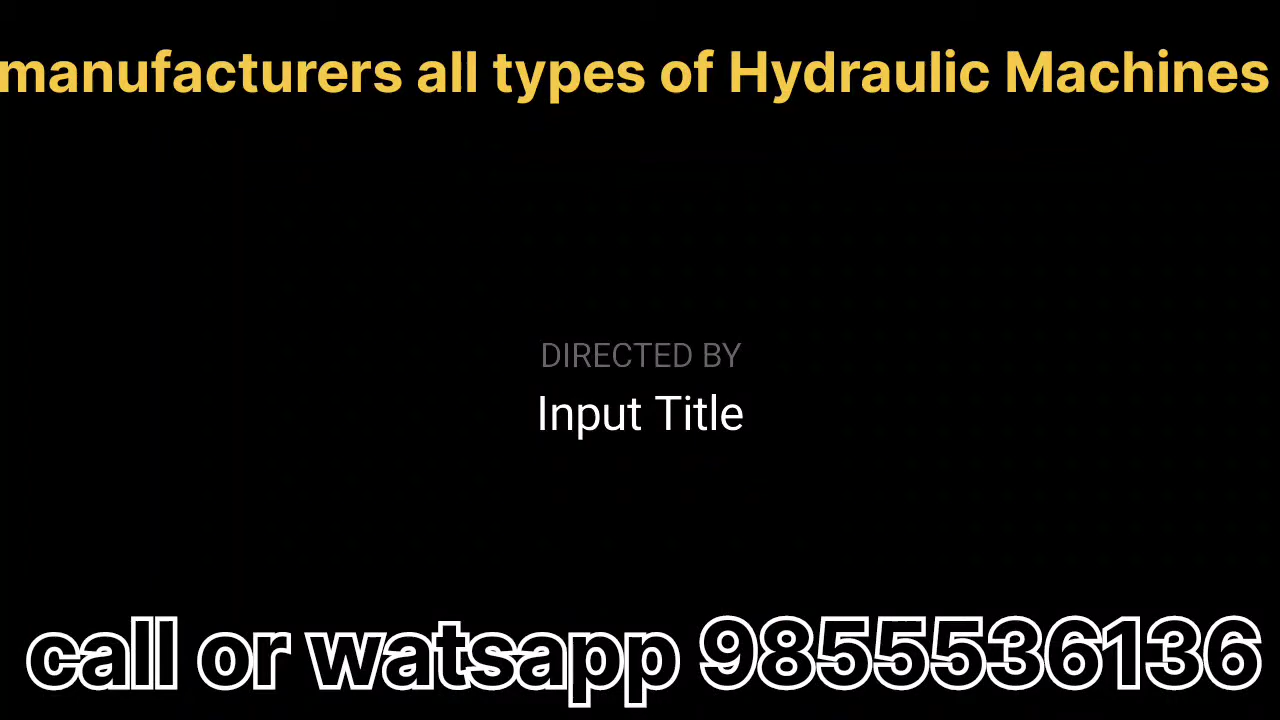 manufacturers all types of Hydraulic Machines
DIRECTED BY
Input Title
call or watsapp 9855536136